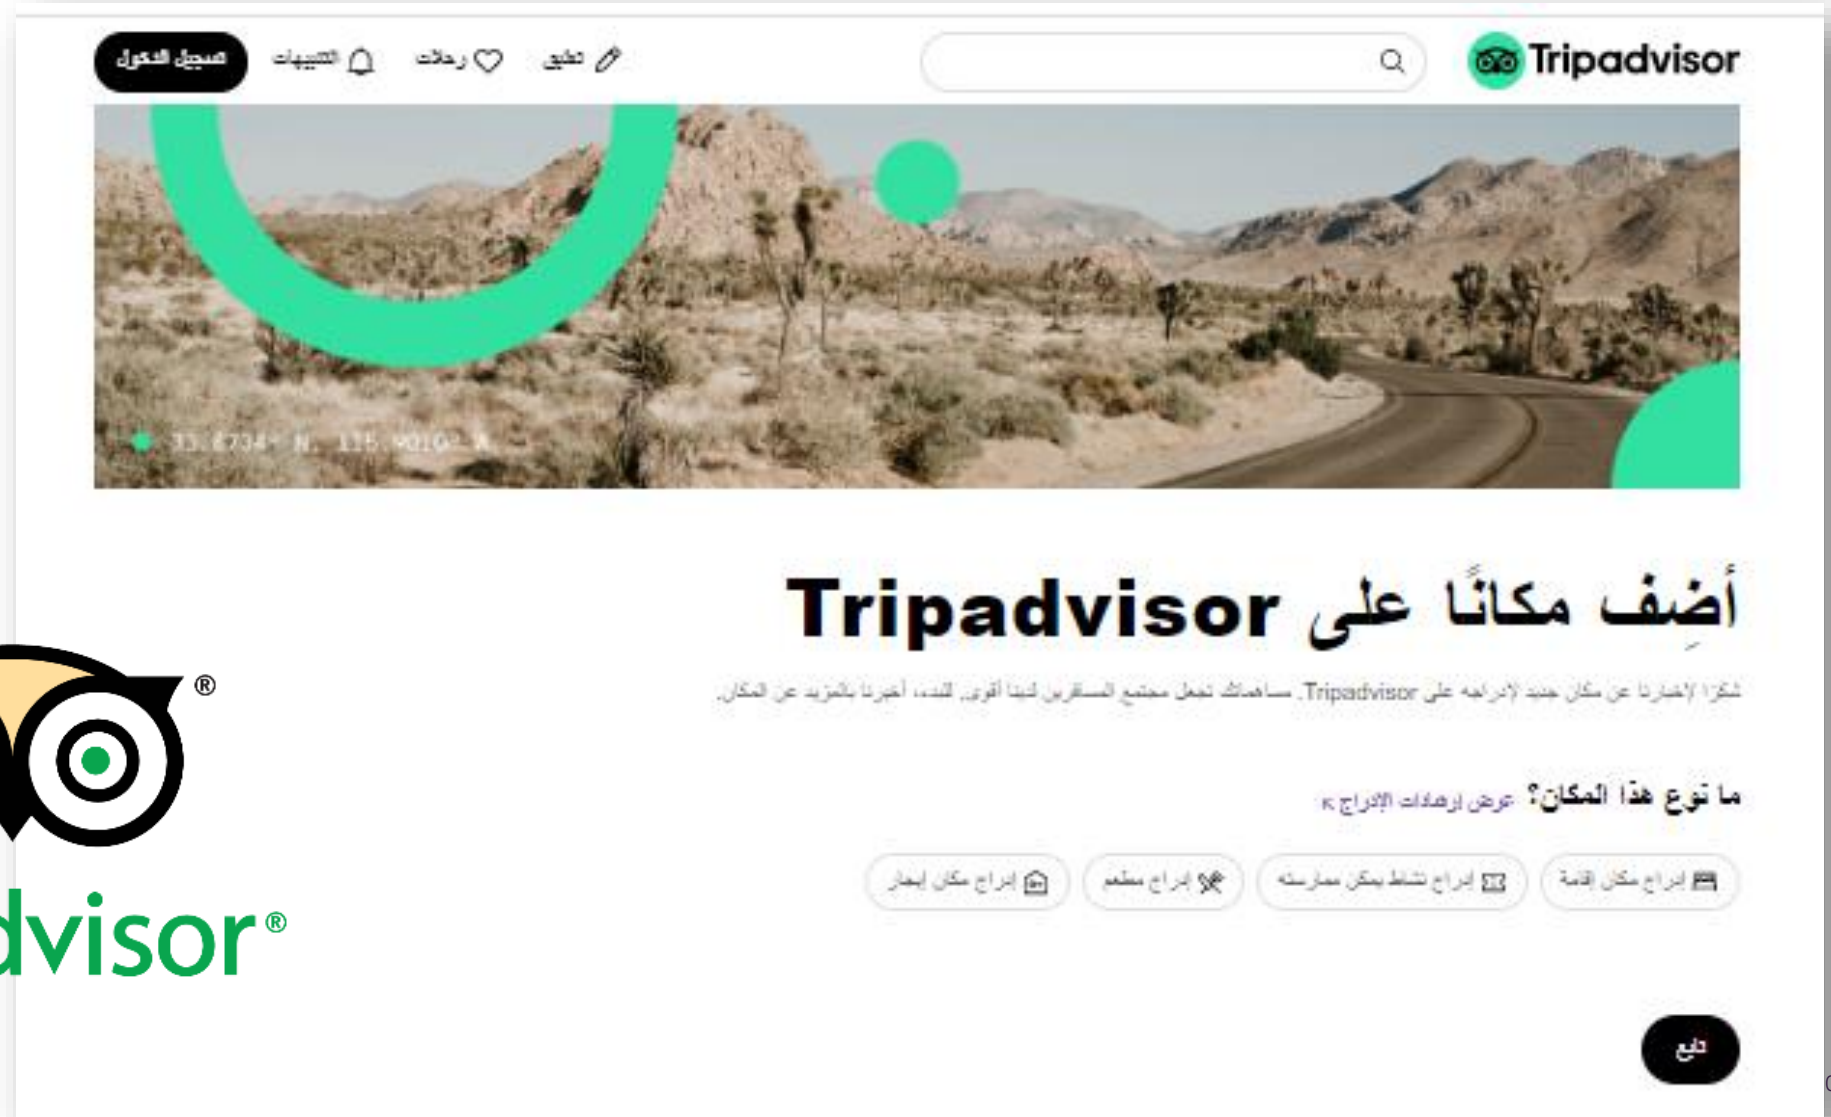 Tripadvisor
تعليق
رحلات
التنبيهات
تسجيل الدخول
أضِف مكانًا على Tripadvisor
شكرًا لإخبارنا عن مكان جديد لإدراجه على Tripadvisor. مساهماتك تجعل مجتمع المسافرين لدينا أقوى. للبدء، أخبرنا بالمزيد عن المكان.
ما نوع هذا المكان؟ عرض إرشادات الإدراج
إدراج مكان إقامة
إدراج نشاط يمكن ممارسته
إدراج مطعم
إدراج مكان إيجار
®
dvisor®
تابع